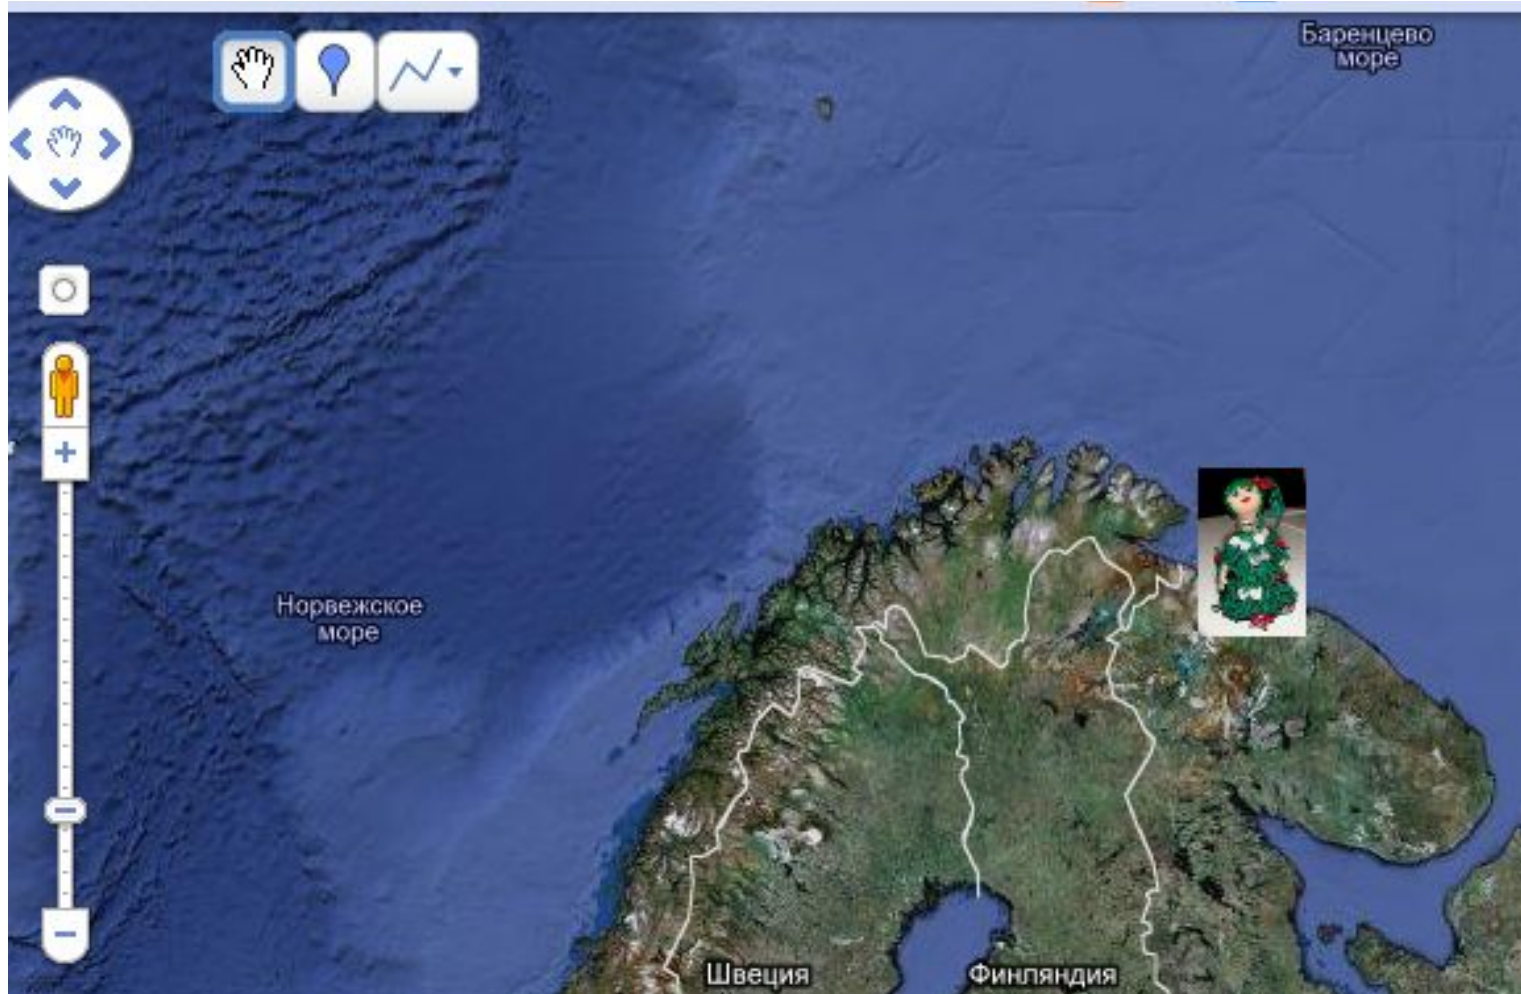 Баренцево
море
Норвежское
море
Швеция
Финляндия